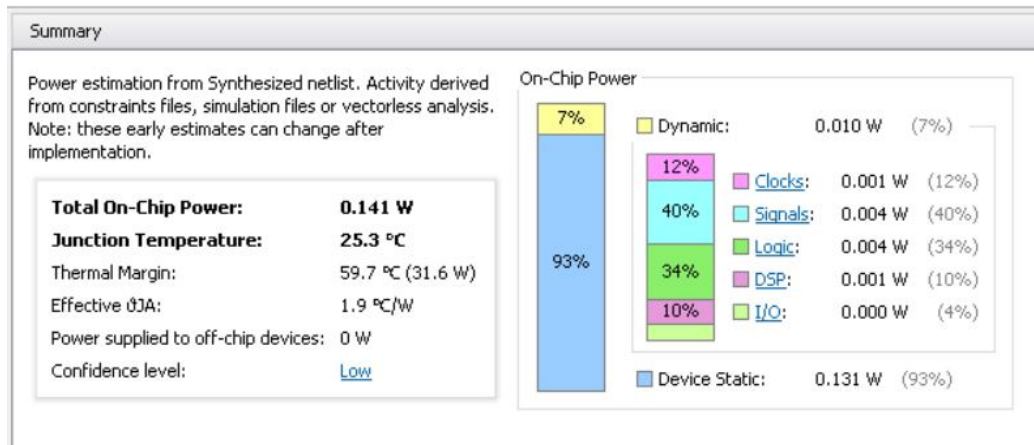 Summary
Power estimation from Synthesized netlist. Activity derived
from constraints files, simulation files or vectorless analysis.
Note: these early estimates can change after
implementation.
Total On-Chip Power: 0.141 W
Junction Temperature: 25.3 °C
Thermal Margin: 59.7 °C (31.6 W)
Effective ϑJA: 1.9 °C/W
Power supplied to off-chip devices: 0 W
Confidence level: Low
On-Chip Power
7%
93%
Dynamic: 0.010 W (7%)
12%
40%
34%
10%
Clocks: 0.001 W (12%)
Signals: 0.004 W (40%)
Logic: 0.004 W (34%)
DSP: 0.001 W (10%)
I/O: 0.000 W (4%)
Device Static: 0.131 W (93%)